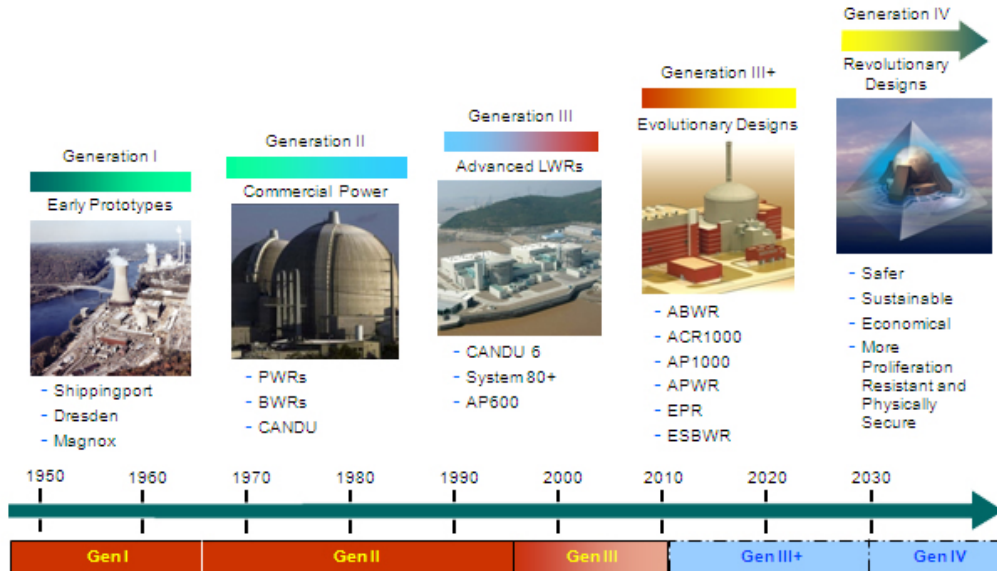 Generation I
Early Prototypes
- Shippingport
- Dresden
- Magnox
Generation II
Commercial Power
- PWRs
- BWRs
- CANDU
Generation III
Advanced LWRs
- CANDU 6
- System 80+
- AP600
Generation III+
Evolutionary Designs
- ABWR
- ACR1000
- AP1000
- APWR
- EPR
- ESBWR
Generation IV
Revolutionary
Designs
- Safer
- Sustainable
- Economical
- More
Proliferation
Resistant and
Physically
Secure
1950 1960 1970 1980 1990 2000 2010 2020 2030
Gen I Gen II Gen III Gen III+ Gen IV